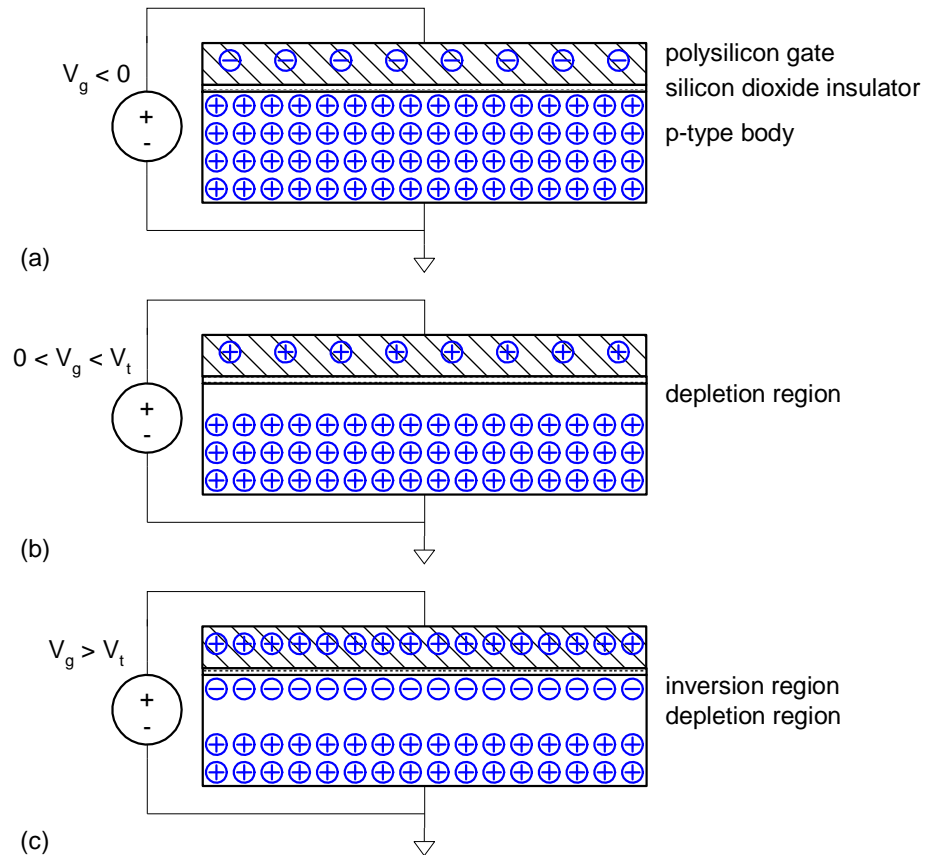 V_g < 0
+
-
polysilicon gate
silicon dioxide insulator
p-type body
(a)
0 < V_g < V_t
+
-
depletion region
(b)
V_g > V_t
+
-
inversion region
depletion region
(c)